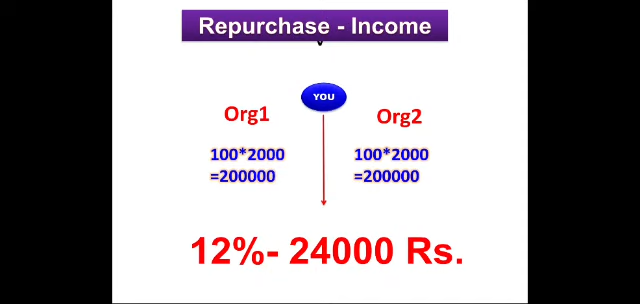 Repurchase - Income
YOU
Org1
Org2
100*2000
=200000
100*2000
=200000
12%- 24000 Rs.